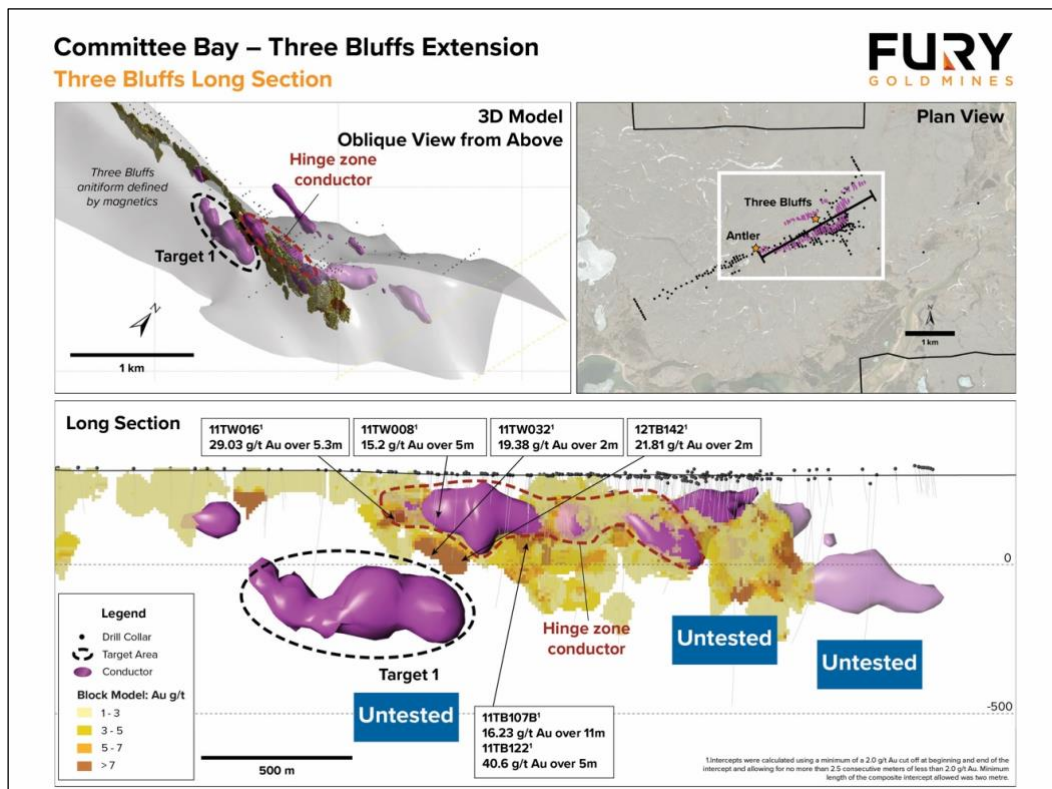 Committee Bay – Three Bluffs Extension
Three Bluffs Long Section
FURY
GOLD MINES
3D Model
Oblique View from Above
Three Bluffs
anitiform defined
by magnetics
Hinge zone
conductor
Target 1
N
1 km
Plan View
Three Bluffs
Antler
N
1 km
Long Section
11TW016¹
29.03 g/t Au over 5.3m
11TW008¹
15.2 g/t Au over 5m
11TW032¹
19.38 g/t Au over 2m
12TB142¹
21.81 g/t Au over 2m
0
Legend
Drill Collar
Target Area
Conductor
Block Model: Au g/t
1 - 3
3 - 5
5 - 7
> 7
Target 1
Hinge zone
conductor
Untested
Untested
Untested
-500
11TB107B¹
16.23 g/t Au over 11m
11TB122¹
40.6 g/t Au over 5m
500 m
1.Intercepts were calculated using a minimum of a 2.0 g/t Au cut off at beginning and end of the
intercept and allowing for no more than 2.5 consecutive meters of less than 2.0 g/t Au. Minimum
length of the composite intercept allowed was two metre.